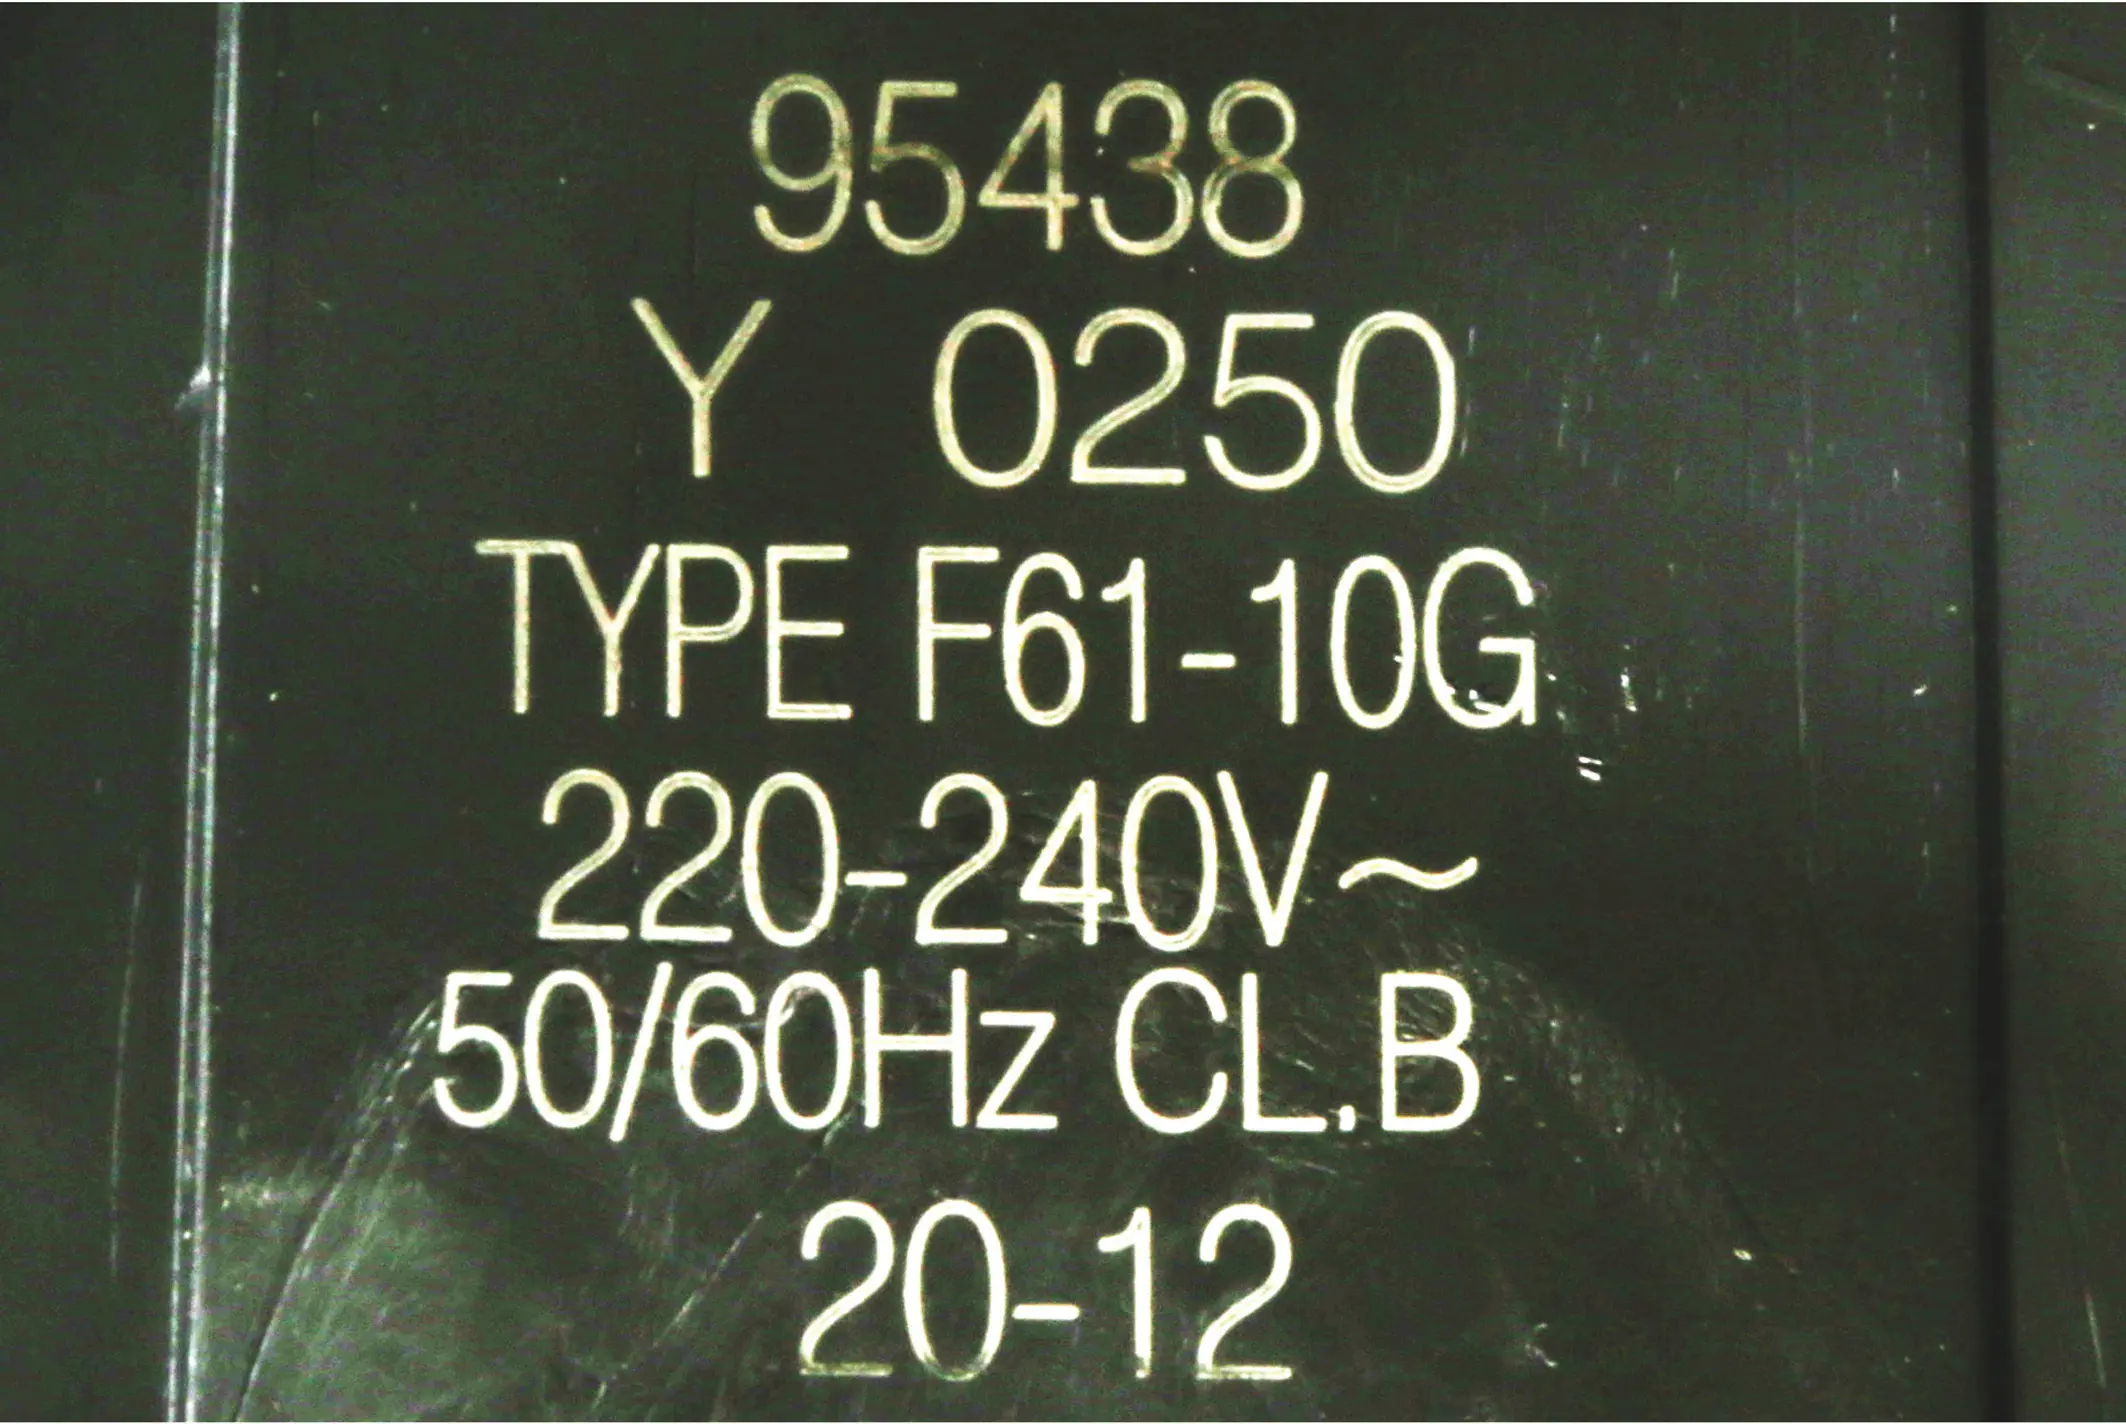 95438
Y 0250
TYPE F61-10G
220-240V~
50/60Hz CL.B
20-12